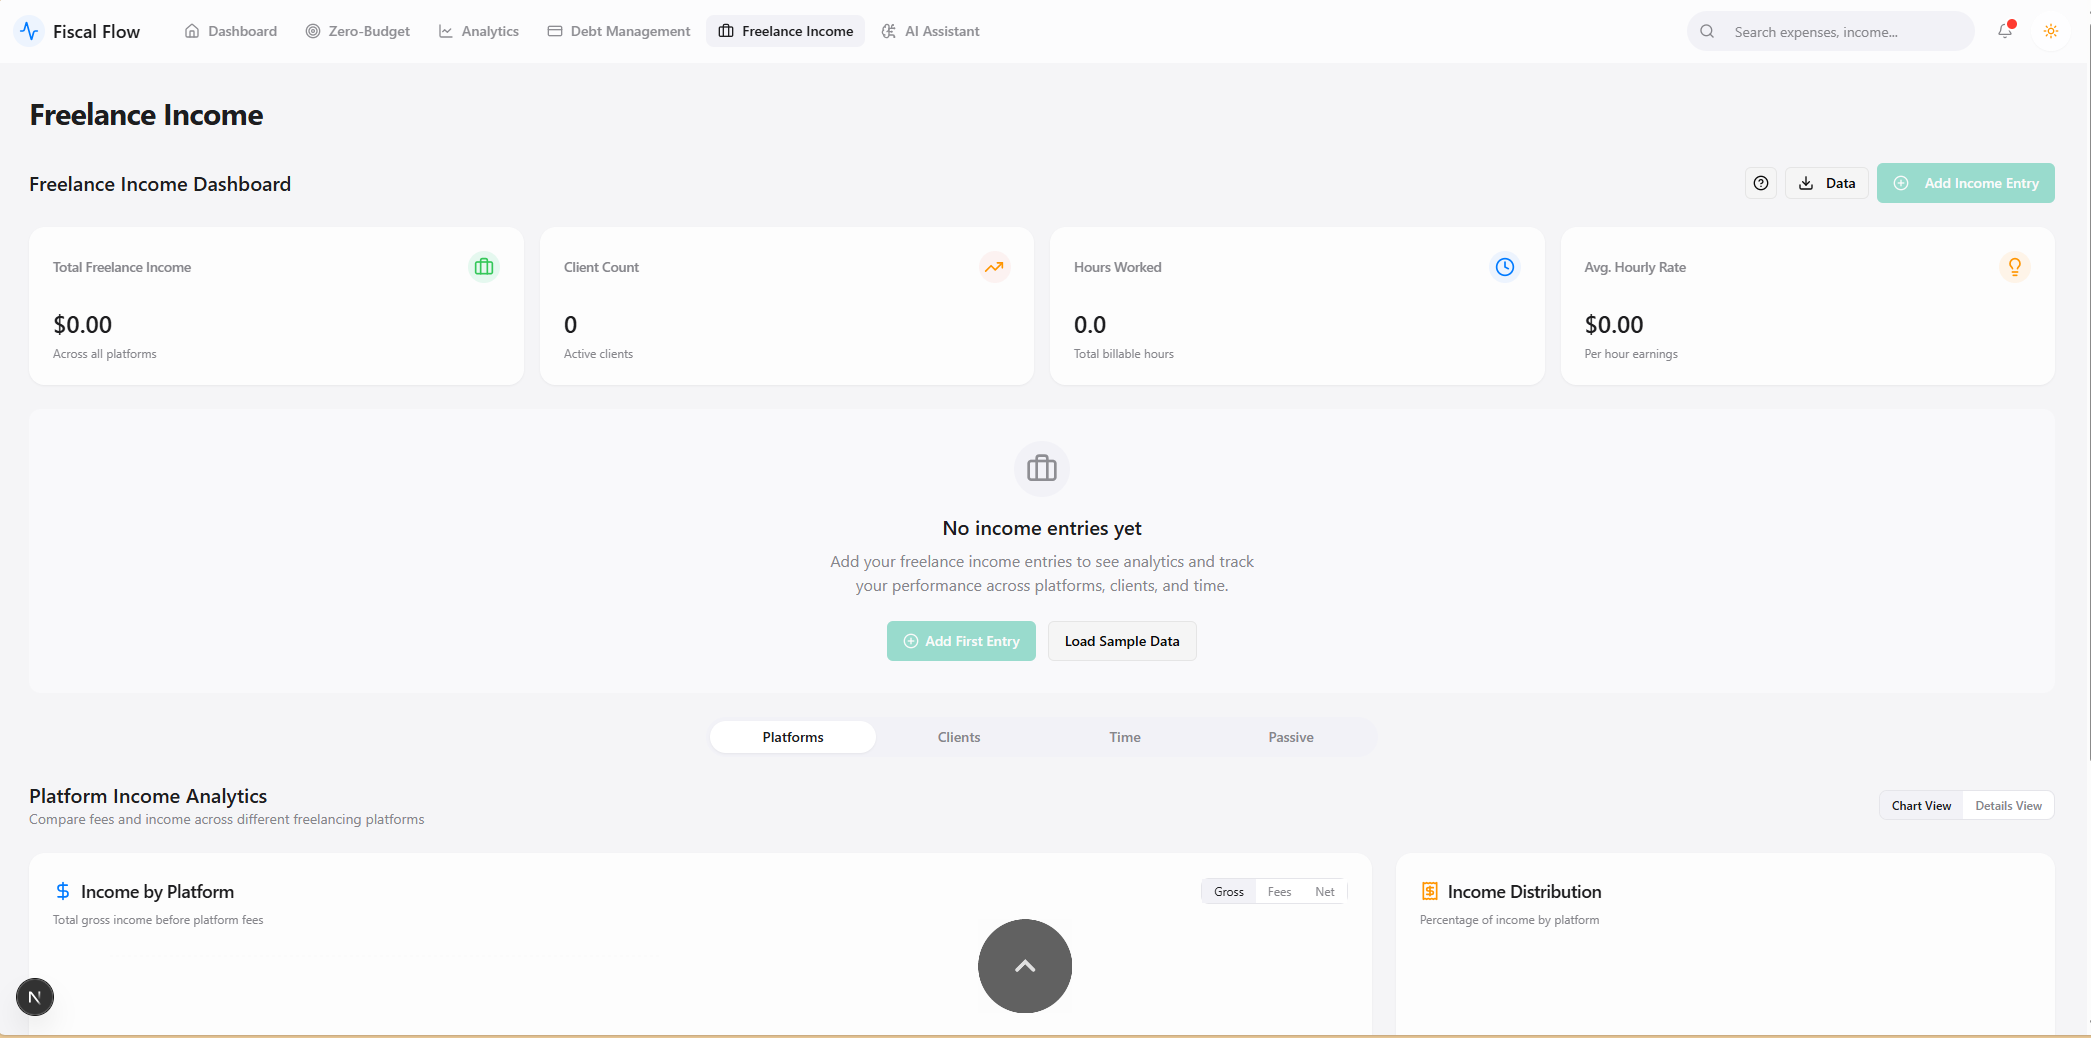 Fiscal Flow
Dashboard
Zero-Budget
Analytics
Debt Management
Freelance Income
AI Assistant
Search expenses, income...
Freelance Income
Freelance Income Dashboard
Data
Add Income Entry
Total Freelance Income
$0.00
Across all platforms
Client Count
0
Active clients
Hours Worked
0.0
Total billable hours
Avg. Hourly Rate
$0.00
Per hour earnings
No income entries yet
Add your freelance income entries to see analytics and track
your performance across platforms, clients, and time.
Add First Entry
Load Sample Data
Platforms
Clients
Time
Passive
Platform Income Analytics
Compare fees and income across different freelancing platforms
Chart View
Details View
Income by Platform
Total gross income before platform fees
Gross
Fees
Net
Income Distribution
Percentage of income by platform
N